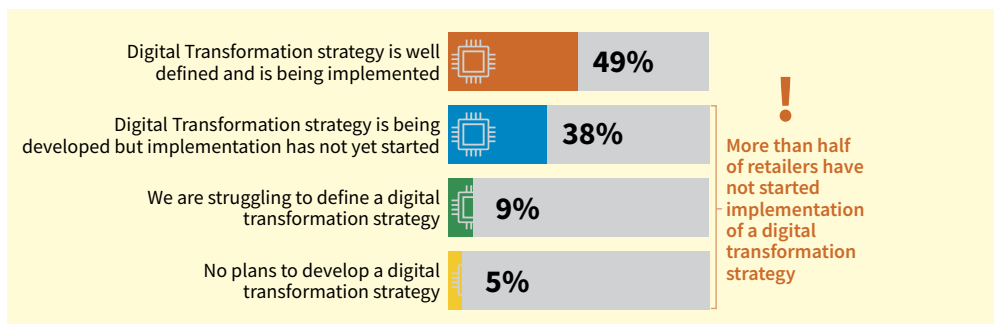 Digital Transformation strategy is well
defined and is being implemented
49%
Digital Transformation strategy is being
developed but implementation has not yet started
38%
We are struggling to define a digital
transformation strategy
9%
No plans to develop a digital
transformation strategy
5%
!
More than half
of retailers have
not started
implementation
of a digital
transformation
strategy